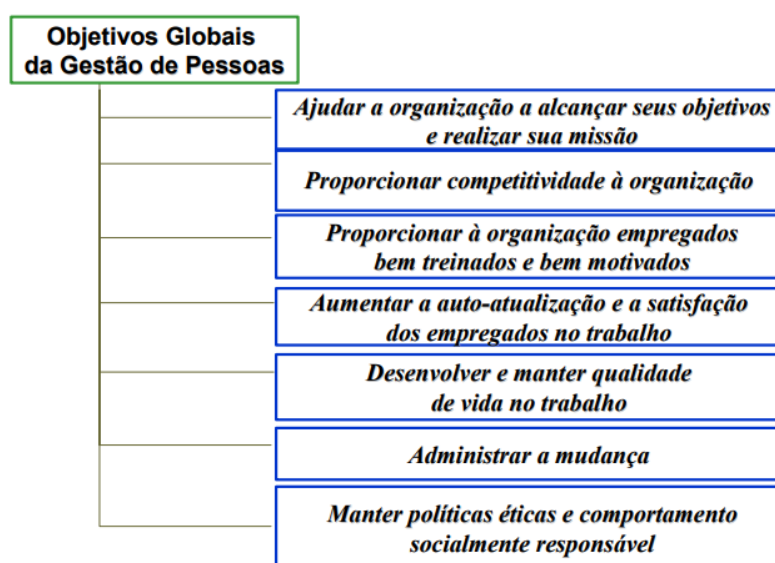 Objetivos Globais
da Gestão de Pessoas
Ajudar a organização a alcançar seus objetivos
e realizar sua missão
Proporcionar competitividade à organização
Proporcionar à organização empregados
bem treinados e bem motivados
Aumentar a auto-atualização e a satisfação
dos empregados no trabalho
Desenvolver e manter qualidade
de vida no trabalho
Administrar a mudança
Manter políticas éticas e comportamento
socialmente responsável